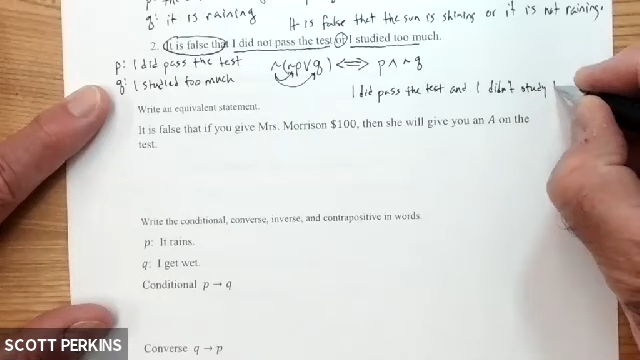 q: it is raining
It is false that the sun is shining or it is not raining.
2. It is false that I did not pass the test or I studied too much.
p: I did pass the test
~(~p∨q) ⟺ p∧~q
q: I studied too much
I did pass the test and I didn't study
Write an equivalent statement.
It is false that if you give Mrs. Morrison $100, then she will give you an A on the
test.
Write the conditional, converse, inverse, and contrapositive in words.
p: It rains.
q: I get wet.
Conditional p → q
SCOTT PERKINS
Converse q → p